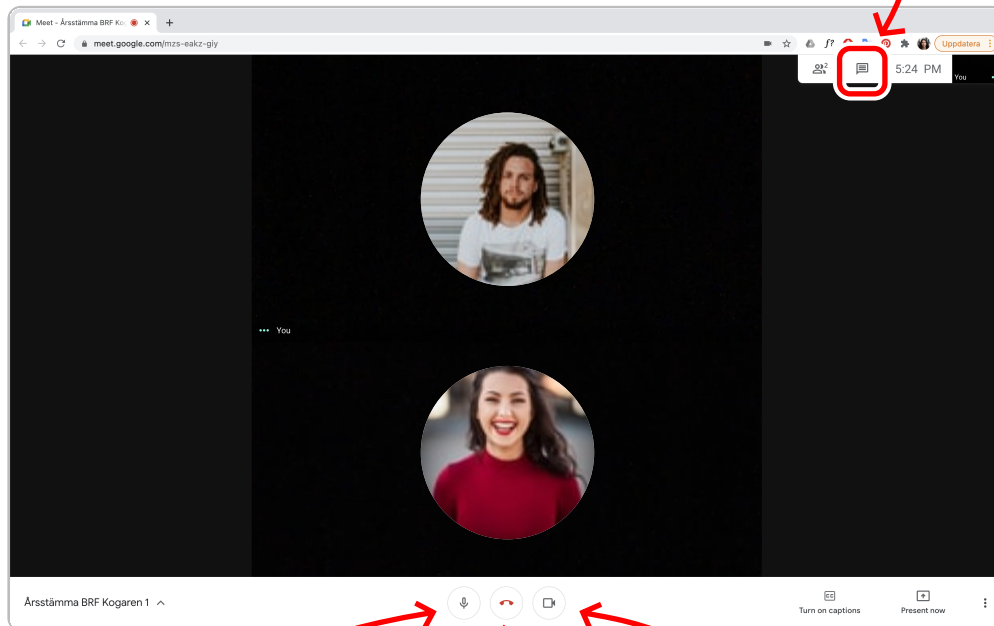 Meet - Årsstämma BRF Ko
meet.google.com/mzs-eakz-giy
f?
Uppdatera
2
5:24 PM
You
You
Årsstämma BRF Kogaren 1
CC
Turn on captions
Present now